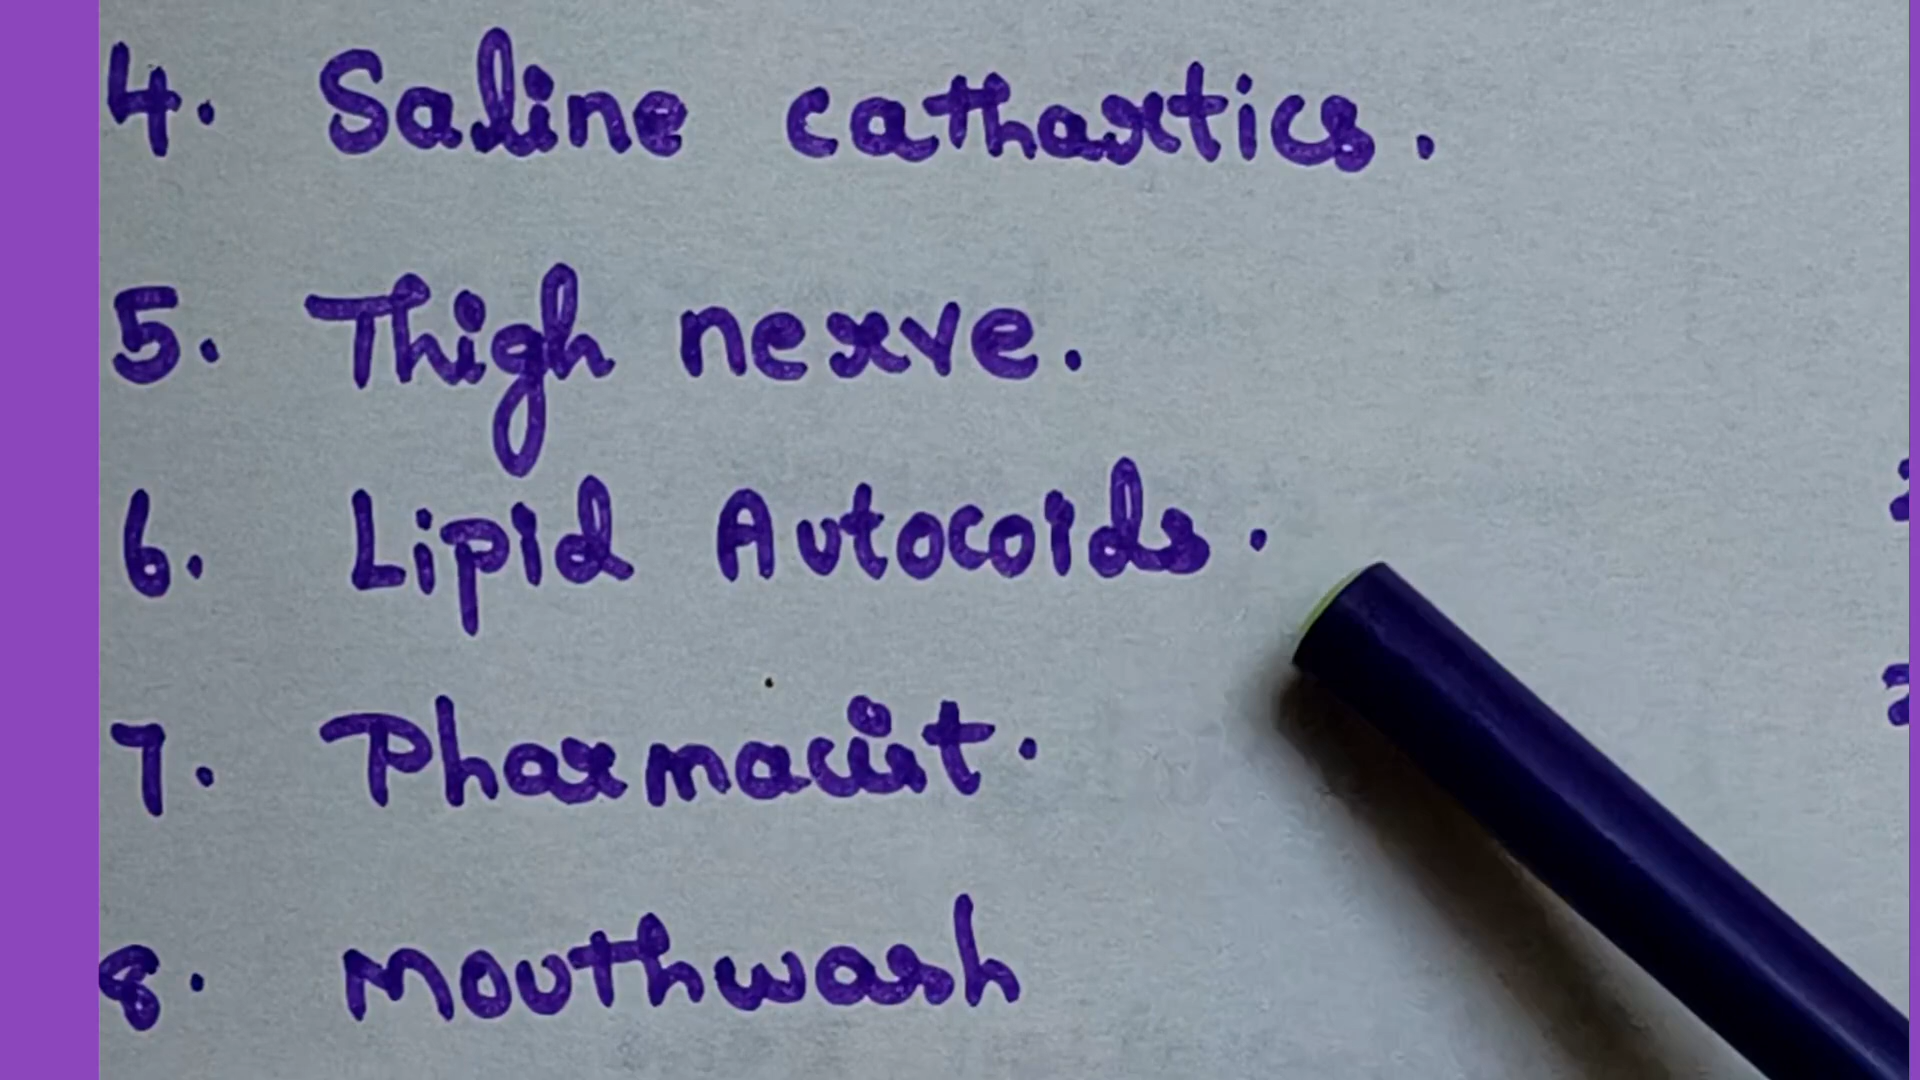 4. Saline cathartics.
5. Thigh nerve.
6. Lipid Autocoids.
7. Pharmacist.
8. Mouthwash